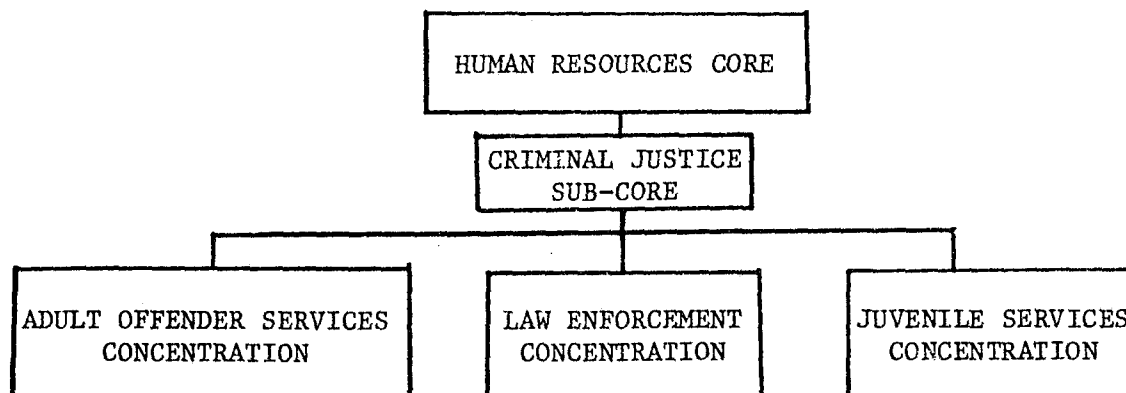 HUMAN RESOURCES CORE
CRIMINAL JUSTICE
SUB-CORE
ADULT OFFENDER SERVICES
CONCENTRATION
LAW ENFORCEMENT
CONCENTRATION
JUVENILE SERVICES
CONCENTRATION